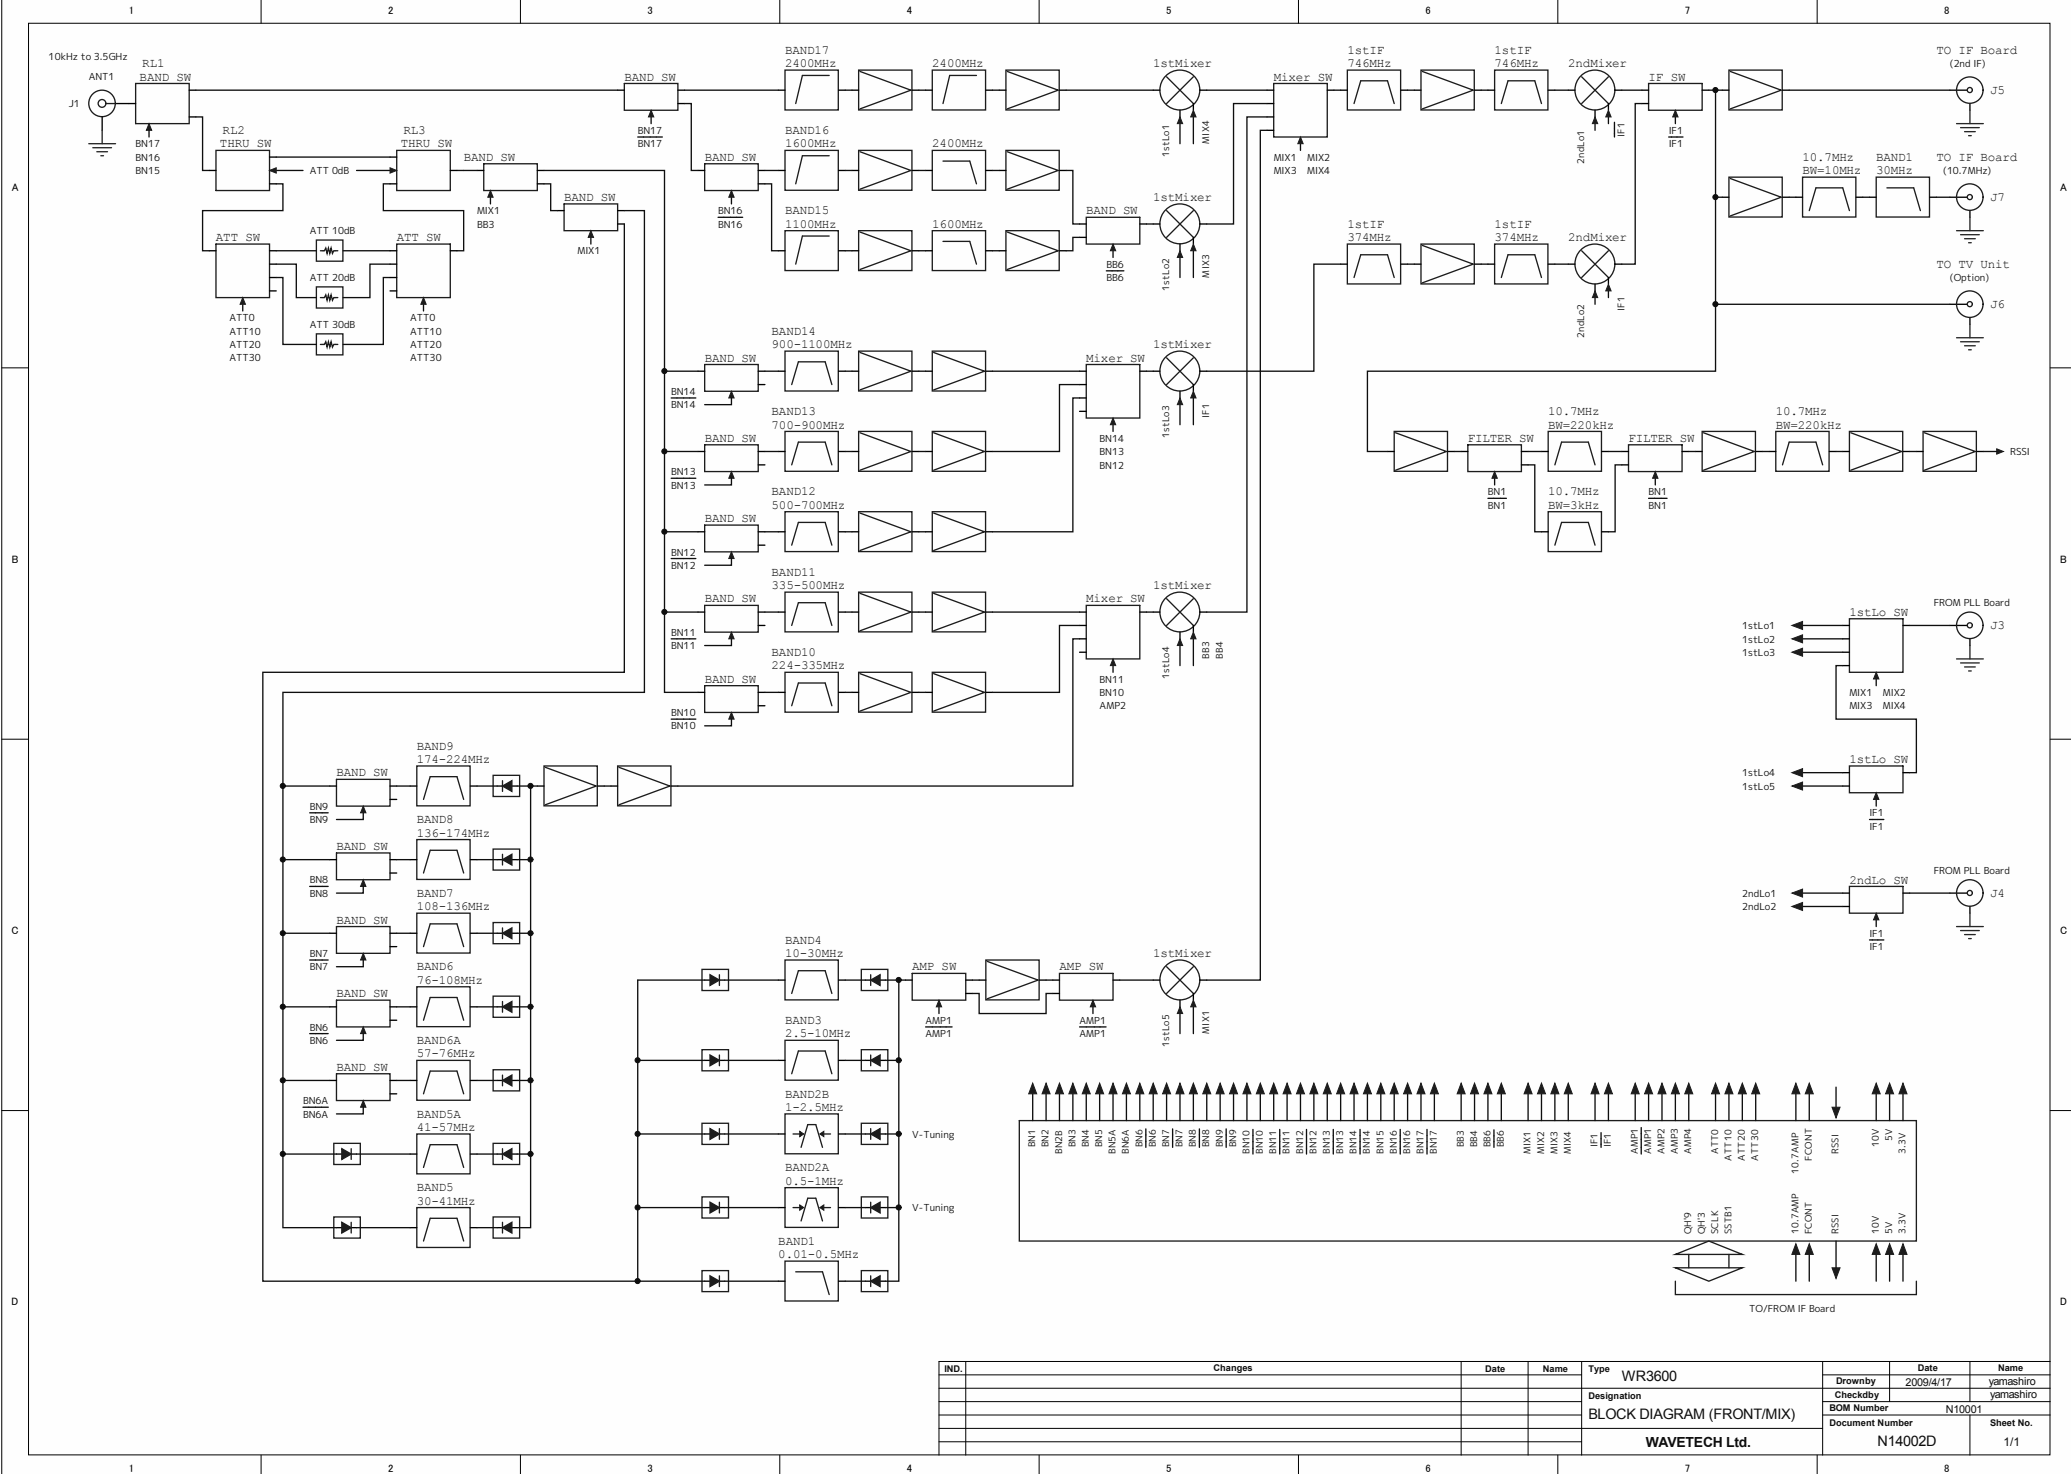 1 2 3 4 5 6 7 8
A
B
C
D
10kHz to 3.5GHz
ANT1
J1
RL1
BAND SW
BN17
BN16
BN15
RL2
THRU SW
ATT 0dB
RL3
THRU SW
BAND SW
MIX1
BB3
BAND SW
MIX1
ATT SW
ATT 10dB
ATT 20dB
ATT 30dB
ATT SW
ATT0
ATT10
ATT20
ATT30
ATT0
ATT10
ATT20
ATT30
BAND SW
BN17
BN17
BAND17
2400MHz
2400MHz
BAND SW
BN16
BN16
BAND16
1600MHz
2400MHz
BAND15
1100MHz
1600MHz
BAND SW
BB6
BB6
1stMixer
1stLo1
MIX4
1stMixer
1stLo2
MIX3
Mixer SW
MIX1 MIX2
MIX3 MIX4
1stIF
746MHz
1stIF
746MHz
2ndMixer
2ndLo1
IF1
IF SW
IF1
IF1
1stIF
374MHz
1stIF
374MHz
2ndMixer
2ndLo2
IF1
TO IF Board
(2nd IF)
J5
10.7MHz
BW=10MHz
BAND1
30MHz
TO IF Board
(10.7MHz)
J7
TO TV Unit
(Option)
J6
BAND SW
BN14
BN14
BAND14
900-1100MHz
BAND SW
BN13
BN13
BAND13
700-900MHz
BAND SW
BN12
BN12
BAND12
500-700MHz
Mixer SW
BN14
BN13
BN12
1stMixer
1stLo3
IF1
BAND SW
BN11
BN11
BAND11
335-500MHz
BAND SW
BN10
BN10
BAND10
224-335MHz
Mixer SW
BN11
BN10
AMP2
1stMixer
1stLo4
BB3
BB4
FILTER SW
BN1
BN1
10.7MHz
BW=220kHz
10.7MHz
BW=3kHz
FILTER SW
BN1
BN1
10.7MHz
BW=220kHz
RSSI
FROM PLL Board
J3
1stLo SW
1stLo1
1stLo2
1stLo3
MIX1 MIX2
MIX3 MIX4
1stLo SW
1stLo4
1stLo5
IF1
IF1
FROM PLL Board
J4
2ndLo SW
2ndLo1
2ndLo2
IF1
IF1
BAND9
174-224MHz
BAND SW
BN9
BN9
BAND8
136-174MHz
BAND SW
BN8
BN8
BAND7
108-136MHz
BAND SW
BN7
BN7
BAND6
76-108MHz
BAND SW
BN6
BN6
BAND6A
57-76MHz
BAND SW
BN6A
BN6A
BAND5A
41-57MHz
BAND5
30-41MHz
BAND4
10-30MHz
BAND3
2.5-10MHz
BAND2B
1-2.5MHz
V-Tuning
BAND2A
0.5-1MHz
V-Tuning
BAND1
0.01-0.5MHz
AMP SW
AMP1
AMP1
AMP SW
AMP1
AMP1
1stMixer
1stLo5
MIX1
BN1 BN2 BN2B BN3 BN4 BN5 BN5A BN6A BN6 BN6 BN7 BN7 BN8 BN8 BN9 BN9 BN10 BN10 BN11 BN11 BN12 BN12 BN13 BN13 BN14 BN14 BN15 BN16 BN16 BN17 BN17
BB3 BB4 BB6 BB6
MIX1 MIX2 MIX3 MIX4
IF1 IF1
AMP1 AMP1 AMP2 AMP3 AMP4
ATT0 ATT10 ATT20 ATT30
10.7AMP FCONT
RSSI
10V 5V 3.3V
QH'9 QH'3 SCLK SSTB1
10.7AMP FCONT
RSSI
10V 5V 3.3V
TO/FROM IF Board
IND. Changes Date Name
Type WR3600
Designation
BLOCK DIAGRAM (FRONT/MIX)
WAVETECH Ltd.
Date Name
Drownby 2009/4/17 yamashiro
Checkdby yamashiro
BOM Number N10001
Document Number
N14002D
Sheet No.
1/1
A
B
C
D
1 2 3 4 5 6 7 8